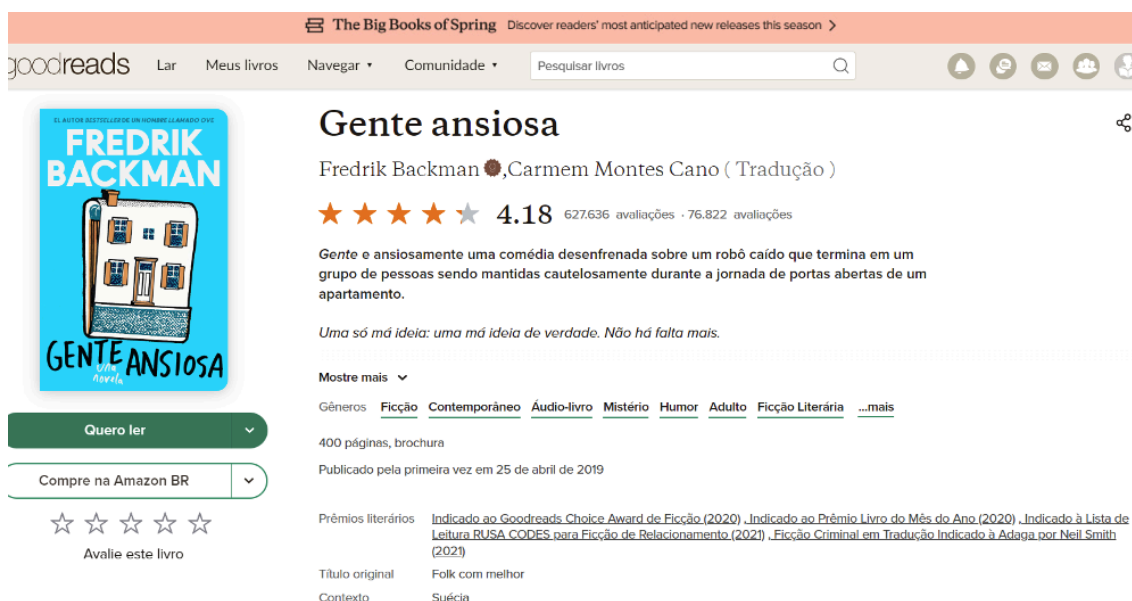 The Big Books of Spring Discover readers' most anticipated new releases this season
goodreads Lar Meus livros Navegar Comunidade Pesquisar livros
EL AUTOR BESTSELLER DE UN HOMBRE LLAMADO OVE
FREDRIK
BACKMAN
GENTE ANSIOSA
Una
novela
Quero ler
Compre na Amazon BR
Avalie este livro
Gente ansiosa
Fredrik Backman ,Carmem Montes Cano ( Tradução )
4.18 627.636 avaliações · 76.822 avaliações
Gente e ansiosamente uma comédia desenfreada sobre um robô caído que termina em um
grupo de pessoas sendo mantidas cautelosamente durante a jornada de portas abertas de um
apartamento.
Uma só má ideia: uma má ideia de verdade. Não há falta mais.
Mostre mais
Gêneros Ficção Contemporâneo Áudio-livro Mistério Humor Adulto Ficção Literária ...mais
400 páginas, brochura
Publicado pela primeira vez em 25 de abril de 2019
Prêmios literários Indicado ao Goodreads Choice Award de Ficção (2020) , Indicado ao Prêmio Livro do Mês do Ano (2020) , Indicado à Lista de
Leitura RUSA CODES para Ficção de Relacionamento (2021) , Ficção Criminal em Tradução Indicado à Adaga por Neil Smith
(2021)
Título original Folk com melhor
Contexto Suécia